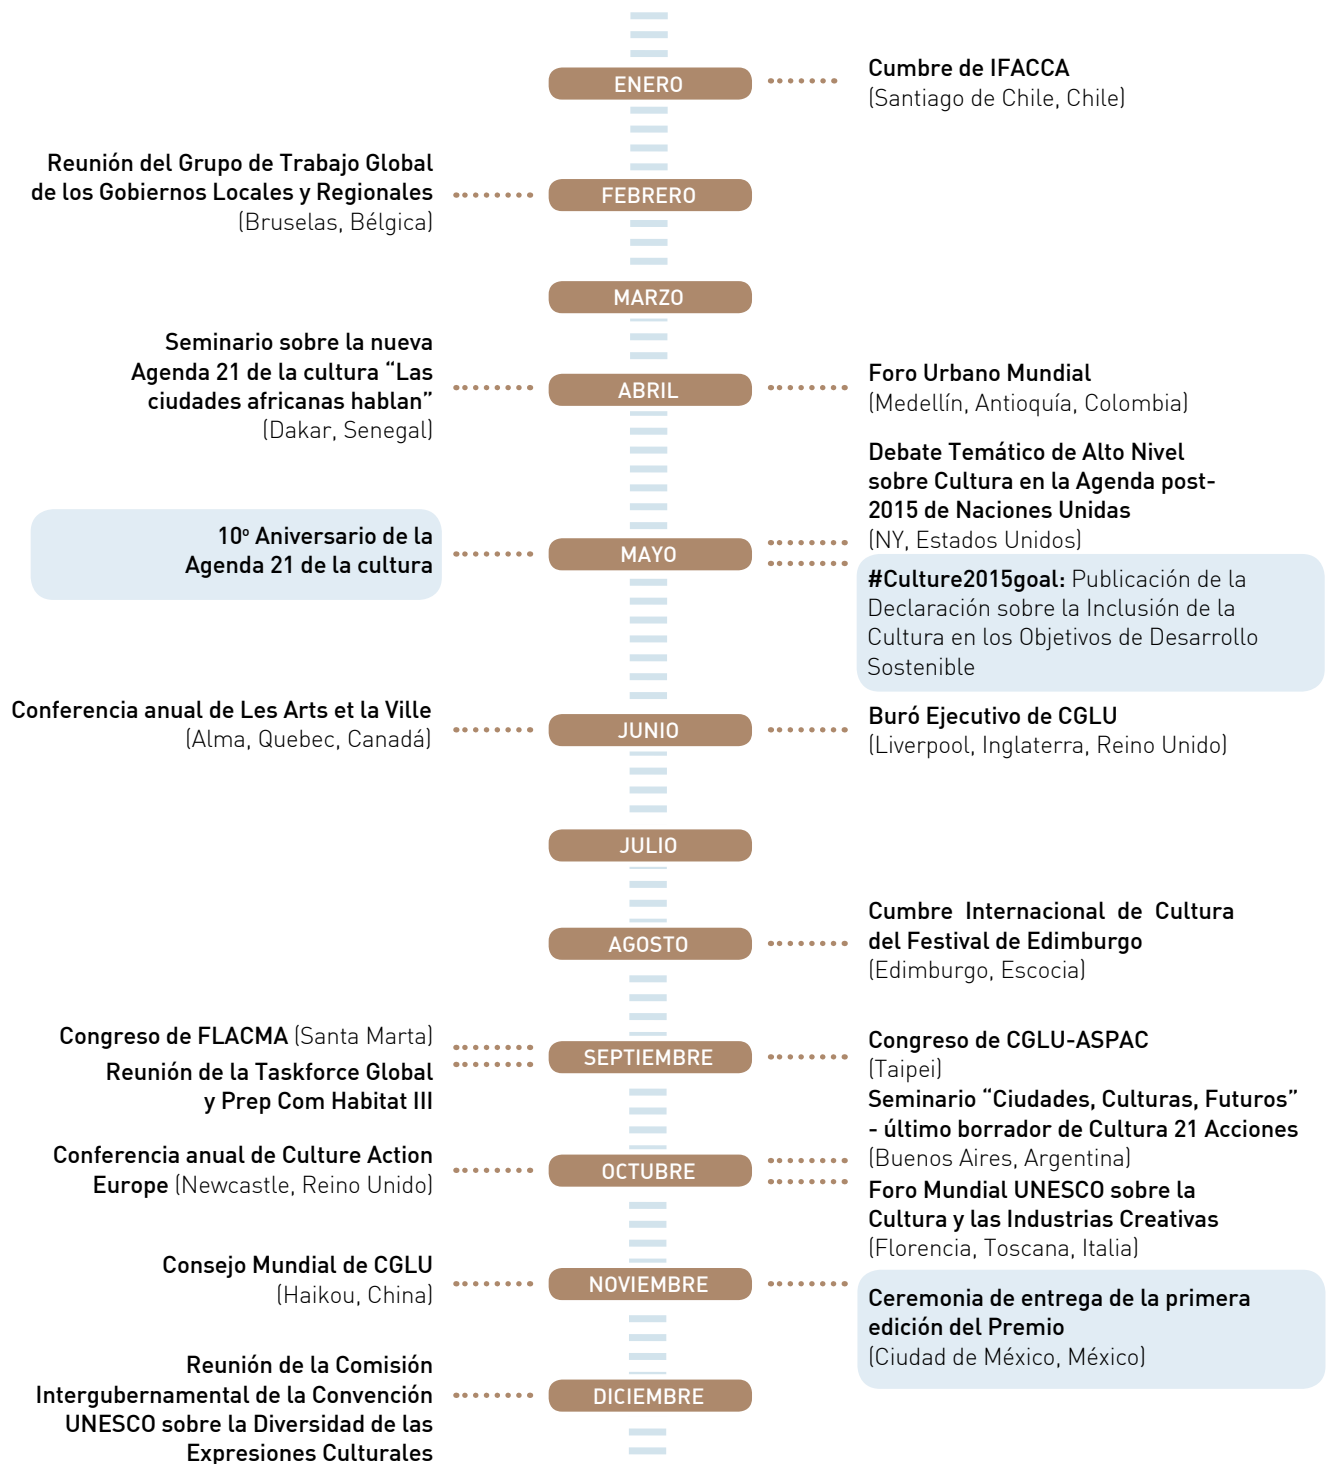 ENERO
Cumbre de IFACCA
(Santiago de Chile, Chile)
Reunión del Grupo de Trabajo Global
de los Gobiernos Locales y Regionales
(Bruselas, Bélgica)
FEBRERO
MARZO
Seminario sobre la nueva
Agenda 21 de la cultura “Las
ciudades africanas hablan”
(Dakar, Senegal)
ABRIL
Foro Urbano Mundial
(Medellín, Antioquía, Colombia)
10º Aniversario de la
Agenda 21 de la cultura
MAYO
Debate Temático de Alto Nivel
sobre Cultura en la Agenda post-
2015 de Naciones Unidas
(NY, Estados Unidos)
#Culture2015goal: Publicación de la
Declaración sobre la Inclusión de la
Cultura en los Objetivos de Desarrollo
Sostenible
Conferencia anual de Les Arts et la Ville
(Alma, Quebec, Canadá)
JUNIO
Buró Ejecutivo de CGLU
(Liverpool, Inglaterra, Reino Unido)
JULIO
AGOSTO
Cumbre Internacional de Cultura
del Festival de Edimburgo
(Edimburgo, Escocia)
Congreso de FLACMA (Santa Marta)
Reunión de la Taskforce Global
y Prep Com Habitat III
SEPTIEMBRE
Congreso de CGLU-ASPAC
(Taipei)
Conferencia anual de Culture Action
Europe (Newcastle, Reino Unido)
OCTUBRE
Seminario “Ciudades, Culturas, Futuros”
- último borrador de Cultura 21 Acciones
(Buenos Aires, Argentina)
Foro Mundial UNESCO sobre la
Cultura y las Industrias Creativas
(Florencia, Toscana, Italia)
Consejo Mundial de CGLU
(Haikou, China)
NOVIEMBRE
Ceremonia de entrega de la primera
edición del Premio
(Ciudad de México, México)
Reunión de la Comisión
Intergubernamental de la Convención
UNESCO sobre la Diversidad de las
Expresiones Culturales
DICIEMBRE